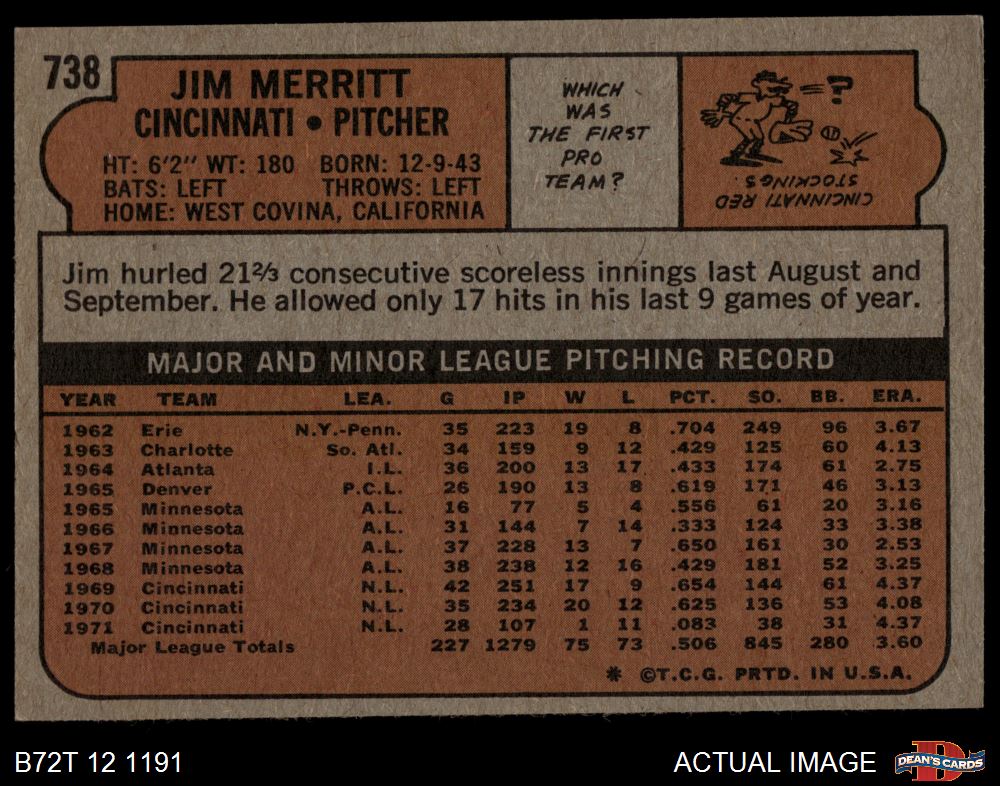 738
JIM MERRITT
CINCINNATI • PITCHER
HT: 6'2" WT: 180 BORN: 12-9-43
BATS: LEFT THROWS: LEFT
HOME: WEST COVINA, CALIFORNIA
WHICH
WAS
THE FIRST
PRO
TEAM?
?
CINCINNATI RED
STOCKINGS.
Jim hurled 21⅔ consecutive scoreless innings last August and
September. He allowed only 17 hits in his last 9 games of year.
MAJOR AND MINOR LEAGUE PITCHING RECORD
YEAR TEAM LEA. G IP W L PCT. SO. BB. ERA.
1962 Erie N.Y.-Penn. 35 223 19 8 .704 249 96 3.67
1963 Charlotte So. Atl. 34 159 9 12 .429 125 60 4.13
1964 Atlanta I.L. 36 200 13 17 .433 174 61 2.75
1965 Denver P.C.L. 26 190 13 8 .619 171 46 3.13
1965 Minnesota A.L. 16 77 5 4 .556 61 20 3.16
1966 Minnesota A.L. 31 144 7 14 .333 124 33 3.38
1967 Minnesota A.L. 37 228 13 7 .650 161 30 2.53
1968 Minnesota A.L. 38 238 12 16 .429 181 52 3.25
1969 Cincinnati N.L. 42 251 17 9 .654 144 61 4.37
1970 Cincinnati N.L. 35 234 20 12 .625 136 53 4.08
1971 Cincinnati N.L. 28 107 1 11 .083 38 31 4.37
Major League Totals 227 1279 75 73 .506 845 280 3.60
* ©T.C.G. PRTD. IN U.S.A.
B72T 12 1191
ACTUAL IMAGE
D
DEAN'S CARDS